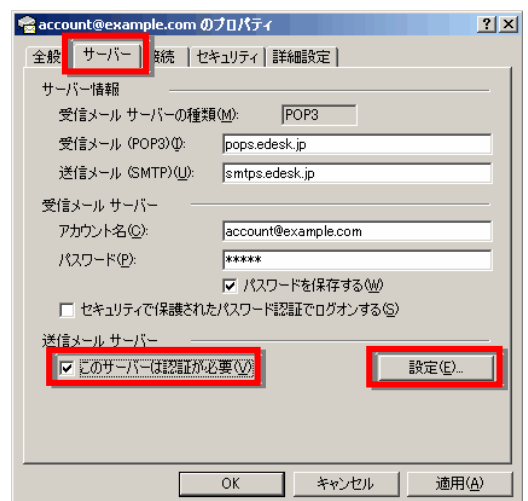 account@example.com のプロパティ
全般 サーバー 接続 セキュリティ 詳細設定
サーバー情報
受信メール サーバーの種類(M): POP3
受信メール (POP3)(I): pops.edesk.jp
送信メール (SMTP)(U): smtps.edesk.jp
受信メール サーバー
アカウント名(C): account@example.com
パスワード(P): *****
パスワードを保存する(W)
セキュリティで保護されたパスワード認証でログオンする(S)
送信メール サーバー
このサーバーは認証が必要(V) 設定(E)...
OK キャンセル 適用(A)